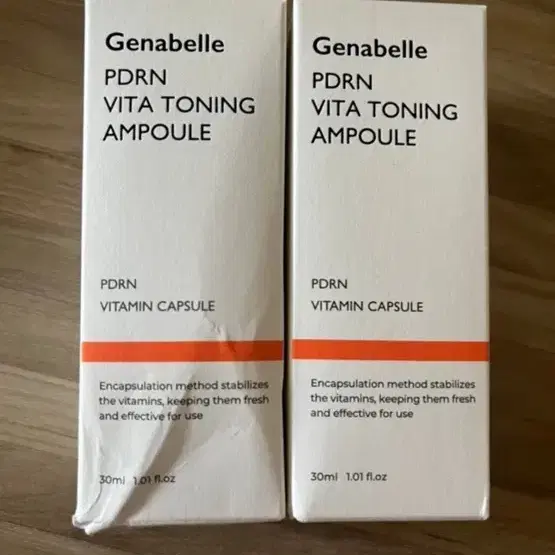 Genabelle
PDRN
VITA TONING
AMPOULE
PDRN
VITAMIN CAPSULE
Encapsulation method stabilizes
the vitamins, keeping them fresh
and effective for use
30ml 1.01 fl.oz
Genabelle
PDRN
VITA TONING
AMPOULE
PDRN
VITAMIN CAPSULE
Encapsulation method stabilizes
the vitamins, keeping them fresh
and effective for use
30ml 1.01 fl.oz